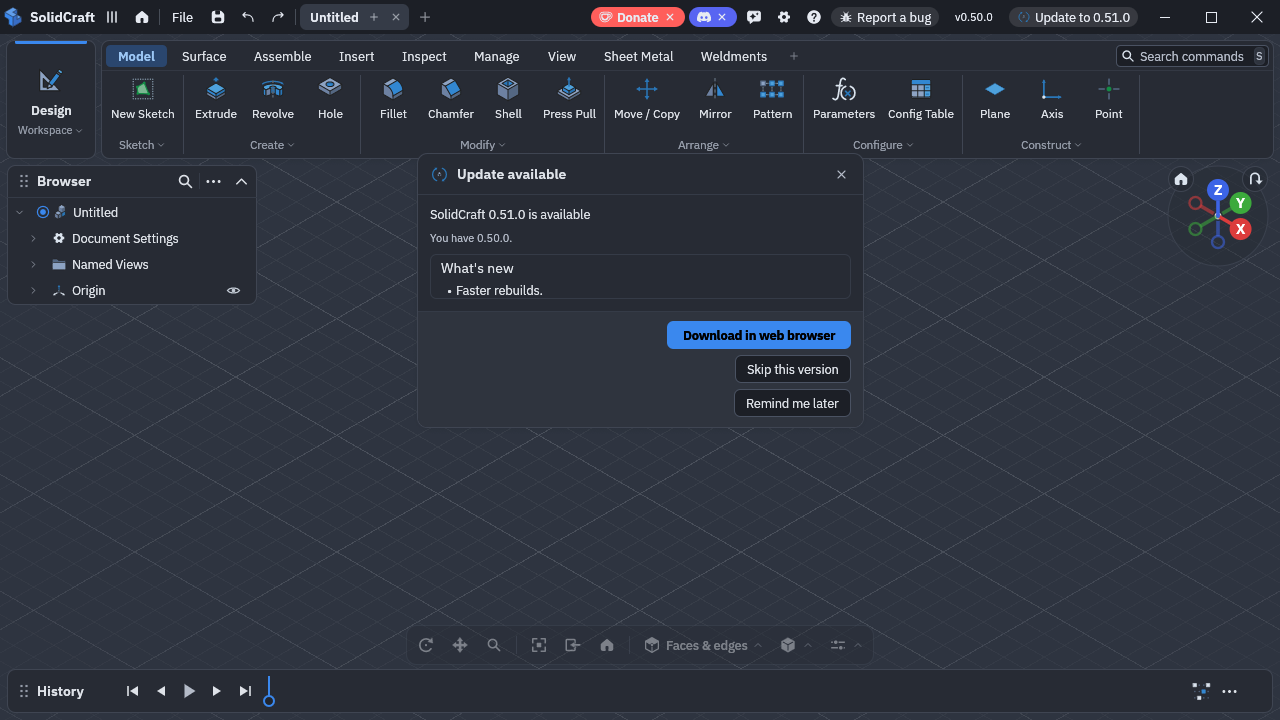 SolidCraft File Untitled Donate Report a bug v0.50.0 Update to 0.51.0
Model Surface Assemble Insert Inspect Manage View Sheet Metal Weldments Search commands S
Design
Workspace
New Sketch Extrude Revolve Hole Fillet Chamfer Shell Press Pull Move / Copy Mirror Pattern Parameters Config Table Plane Axis Point
Sketch Create Modify Arrange Configure Construct
Browser
Untitled
Document Settings
Named Views
Origin
Update available
SolidCraft 0.51.0 is available
You have 0.50.0.
What's new
• Faster rebuilds.
Download in web browser
Skip this version
Remind me later
Z
Y
X
Faces & edges
History